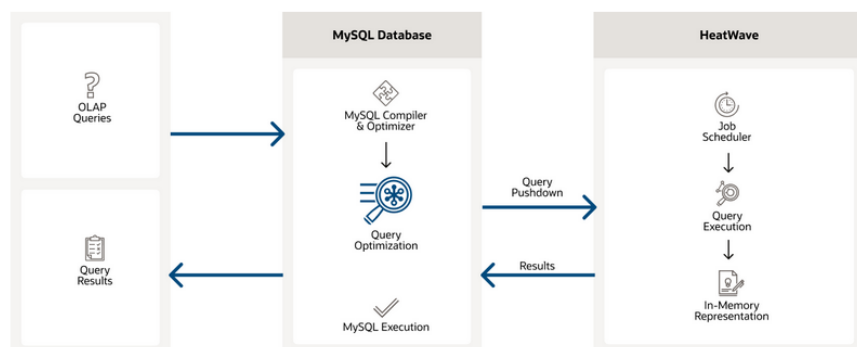 OLAP
Queries
Query
Results
MySQL Database
MySQL Compiler
& Optimizer
Query
Optimization
MySQL Execution
Query
Pushdown
Results
HeatWave
Job
Scheduler
Query
Execution
In-Memory
Representation